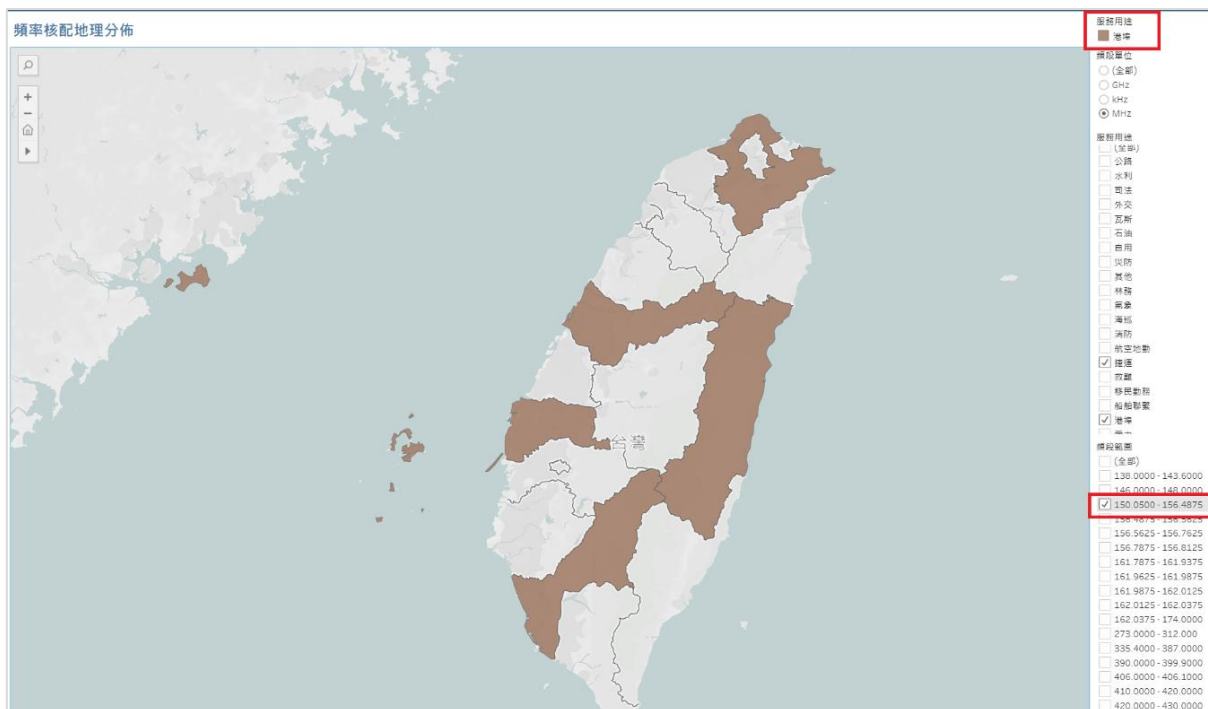 頻率核配地理分佈
服務用途
港埠
頻段單位
(全部)
GHz
kHz
MHz
服務用途
(全部)
公路
水利
司法
外交
瓦斯
石油
自用
災防
其他
林務
氣象
海巡
消防
航空地勤
捷運
救難
移民勤務
船舶聯繫
港埠
頻段範圍
(全部)
138.0000 - 143.6000
146.0000 - 148.0000
150.0500 - 156.4875
156.4875 - 156.5625
156.5625 - 156.7625
156.7875 - 156.8125
161.7875 - 161.9375
161.9625 - 161.9875
161.9875 - 162.0125
162.0125 - 162.0375
162.0375 - 174.0000
273.0000 - 312.000
335.4000 - 387.0000
390.0000 - 399.9000
406.0000 - 406.1000
410.0000 - 420.0000
420.0000 - 430.0000
台灣